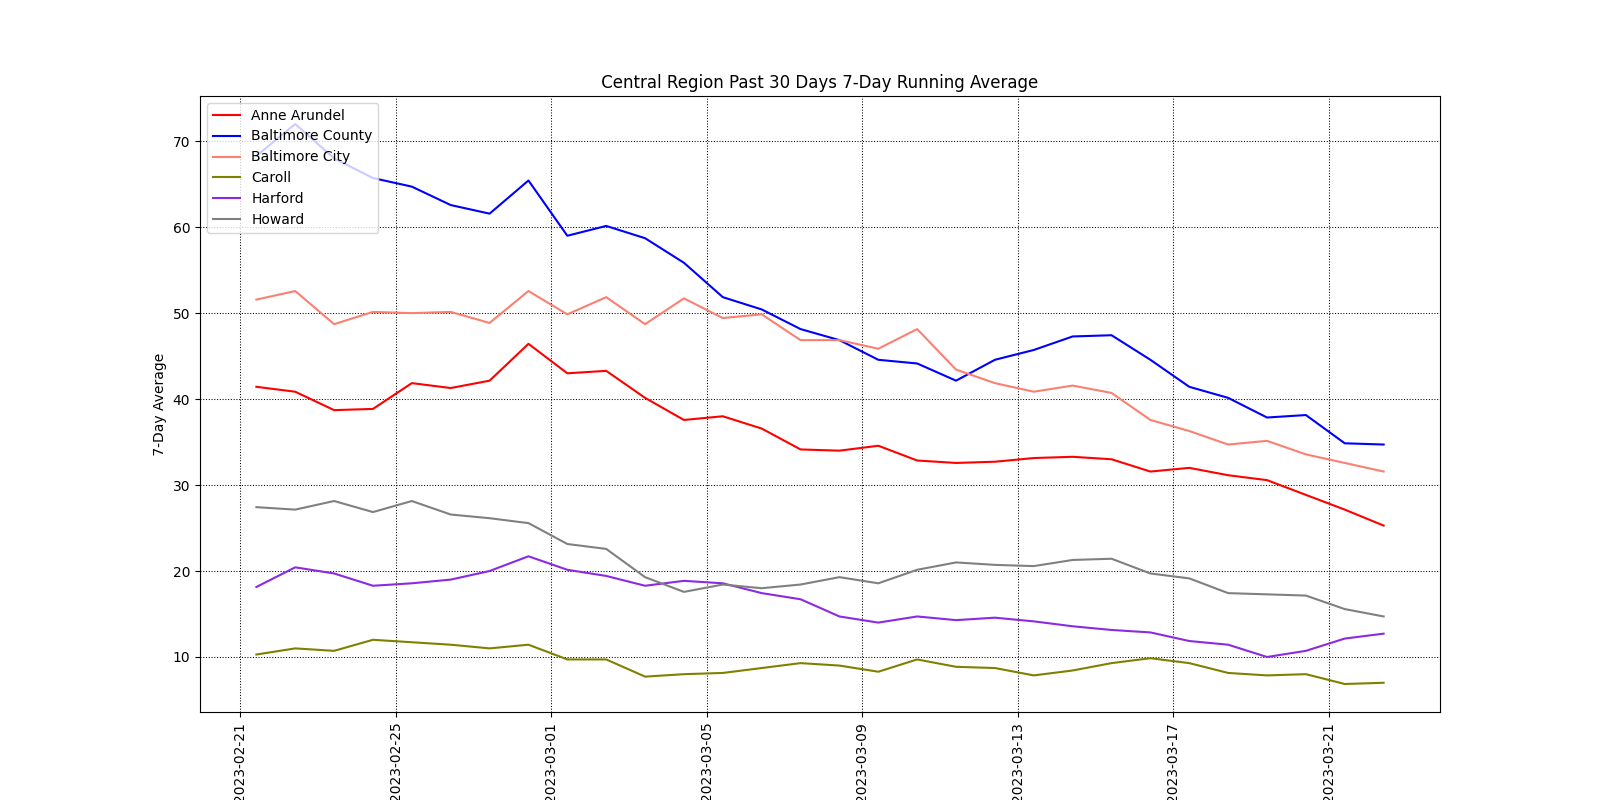 Central Region Past 30 Days 7-Day Running Average
Anne Arundel
Baltimore County
Baltimore City
Caroll
Harford
Howard
7-Day Average
70
60
50
40
30
20
10
2023-02-21
2023-02-25
2023-03-01
2023-03-05
2023-03-09
2023-03-13
2023-03-17
2023-03-21